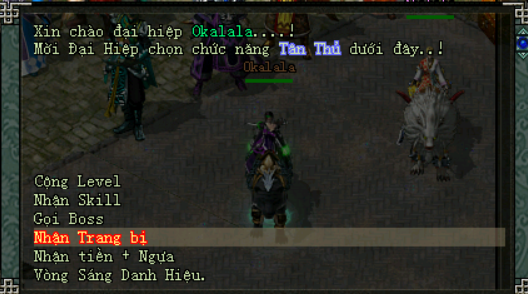 Xin chào đại hiệp Okalala....!
Mời Đại Hiệp chọn chức năng Tân Thủ dưới đây..!
Okalala
Cộng Level
Nhận Skill
Gọi Boss
Nhận Trang bị
Nhận tiền + Ngựa
Vòng Sáng Danh Hiệu.